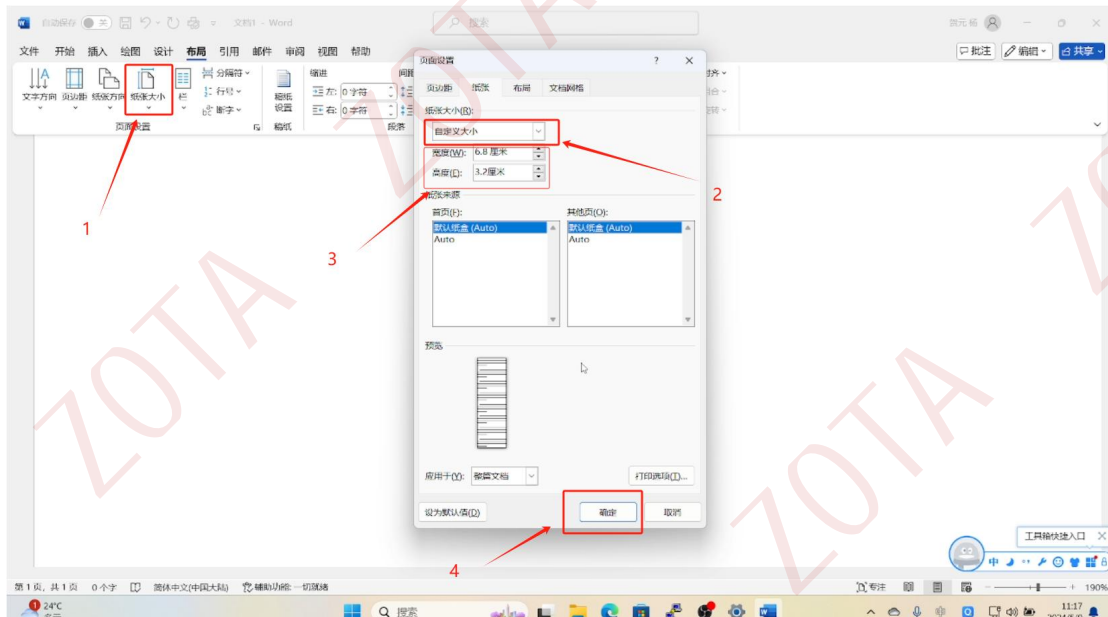 自动保存 关 文档1 - Word 搜索
文件 开始 插入 绘图 设计 布局 引用 邮件 审阅 视图 帮助 批注 编辑 共享
文字方向 页边距 纸张方向 纸张大小 栏
分隔符
行号
断字
稿纸
设置
缩进
左: 0 字符
右: 0 字符
页面设置 稿纸 段落
页面设置 ?
页边距 纸张 布局 文档网格
纸张大小(R):
自定义大小
宽度(W): 6.8 厘米
高度(E): 3.2厘米
纸张来源
首页(F): 其他页(O):
默认纸盒 (Auto) 默认纸盒 (Auto)
Auto Auto
预览
应用于(Y): 整篇文档 打印选项(T)...
设为默认值(D) 确定 取消
1
2
3
4
ZOTA
ZOTA
工具箱快捷入口
中
第 1 页, 共 1 页 0 个字 简体中文(中国大陆) 辅助功能: 一切就绪 专注 190%
1 24°C 搜索 11:17